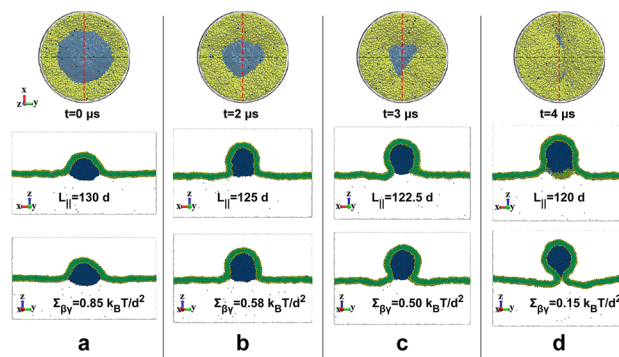 x
z y
t=0 μs
t=2 μs
t=3 μs
t=4 μs
z
x y
L||=130 d
z
x y
L||=125 d
z
x y
L||=122.5 d
z
x y
L||=120 d
z
x y
Σβγ=0.85 kBT/d²
z
x y
Σβγ=0.58 kBT/d²
z
x y
Σβγ=0.50 kBT/d²
z
x y
Σβγ=0.15 kBT/d²
a
b
c
d